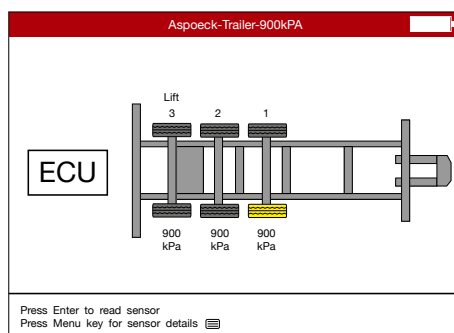 Aspoeck-Trailer-900kPA
Lift
3 2 1
ECU
900 900 900
kPa kPa kPa
Press Enter to read sensor
Press Menu key for sensor details